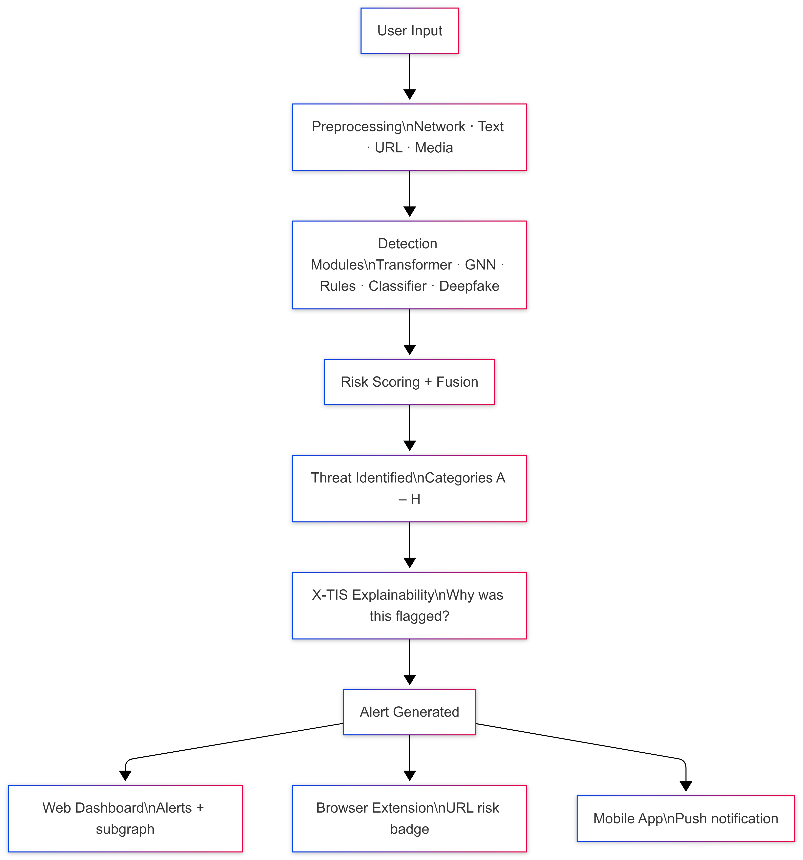 User Input
Preprocessing\nNetwork · Text
· URL · Media
Detection
Modules\nTransformer · GNN ·
Rules · Classifier · Deepfake
Risk Scoring + Fusion
Threat Identified\nCategories A
– H
X-TIS Explainability\nWhy was
this flagged?
Alert Generated
Web Dashboard\nAlerts +
subgraph
Browser Extension\nURL risk
badge
Mobile App\nPush notification